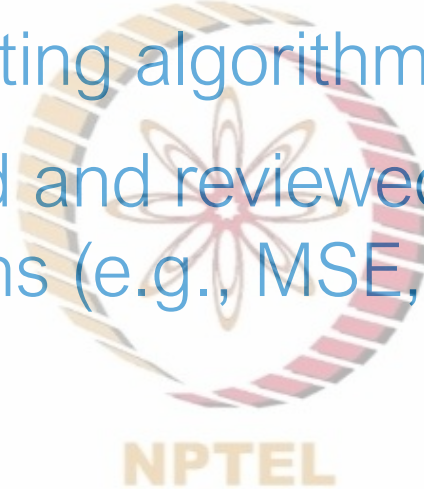 ting algorithm
d and reviewed
ns (e.g., MSE,
NPTEL